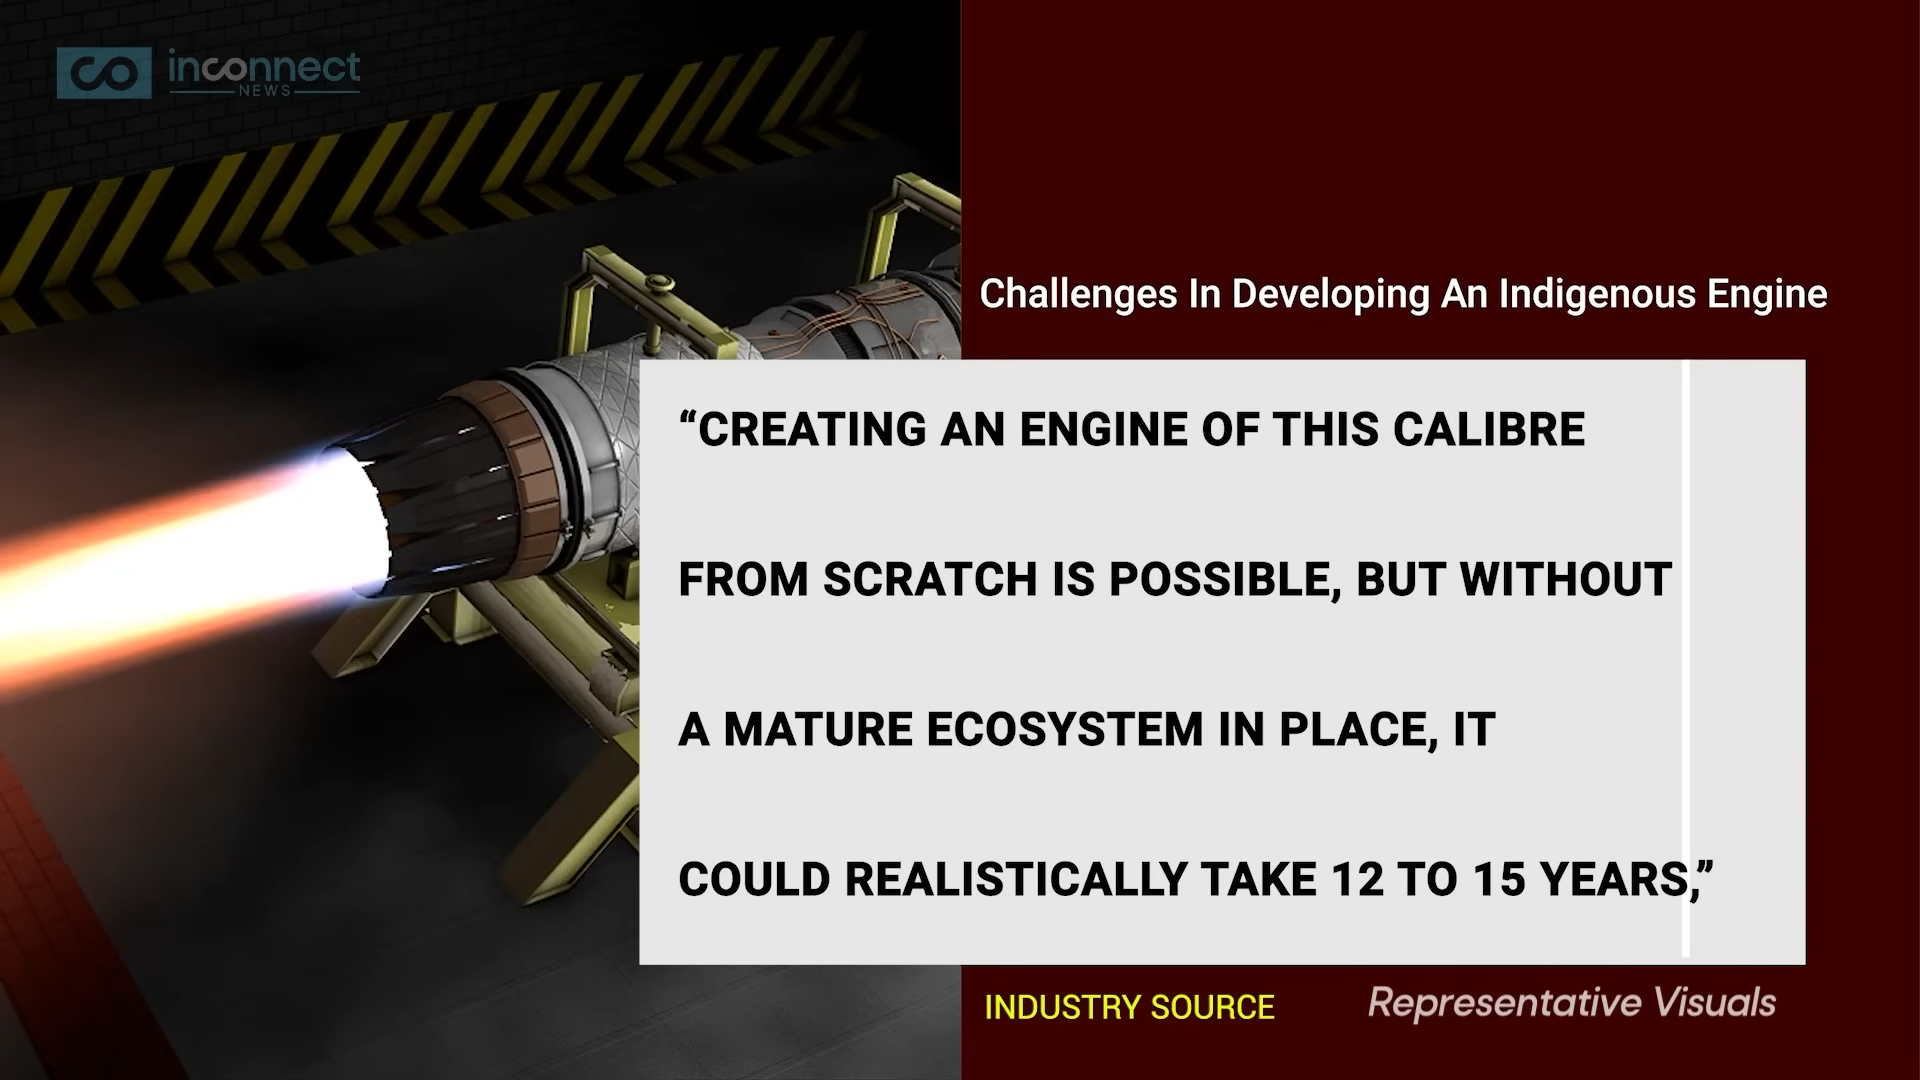 co inconnect
NEWS
Challenges In Developing An Indigenous Engine
“CREATING AN ENGINE OF THIS CALIBRE
FROM SCRATCH IS POSSIBLE, BUT WITHOUT
A MATURE ECOSYSTEM IN PLACE, IT
COULD REALISTICALLY TAKE 12 TO 15 YEARS,”
INDUSTRY SOURCE
Representative Visuals